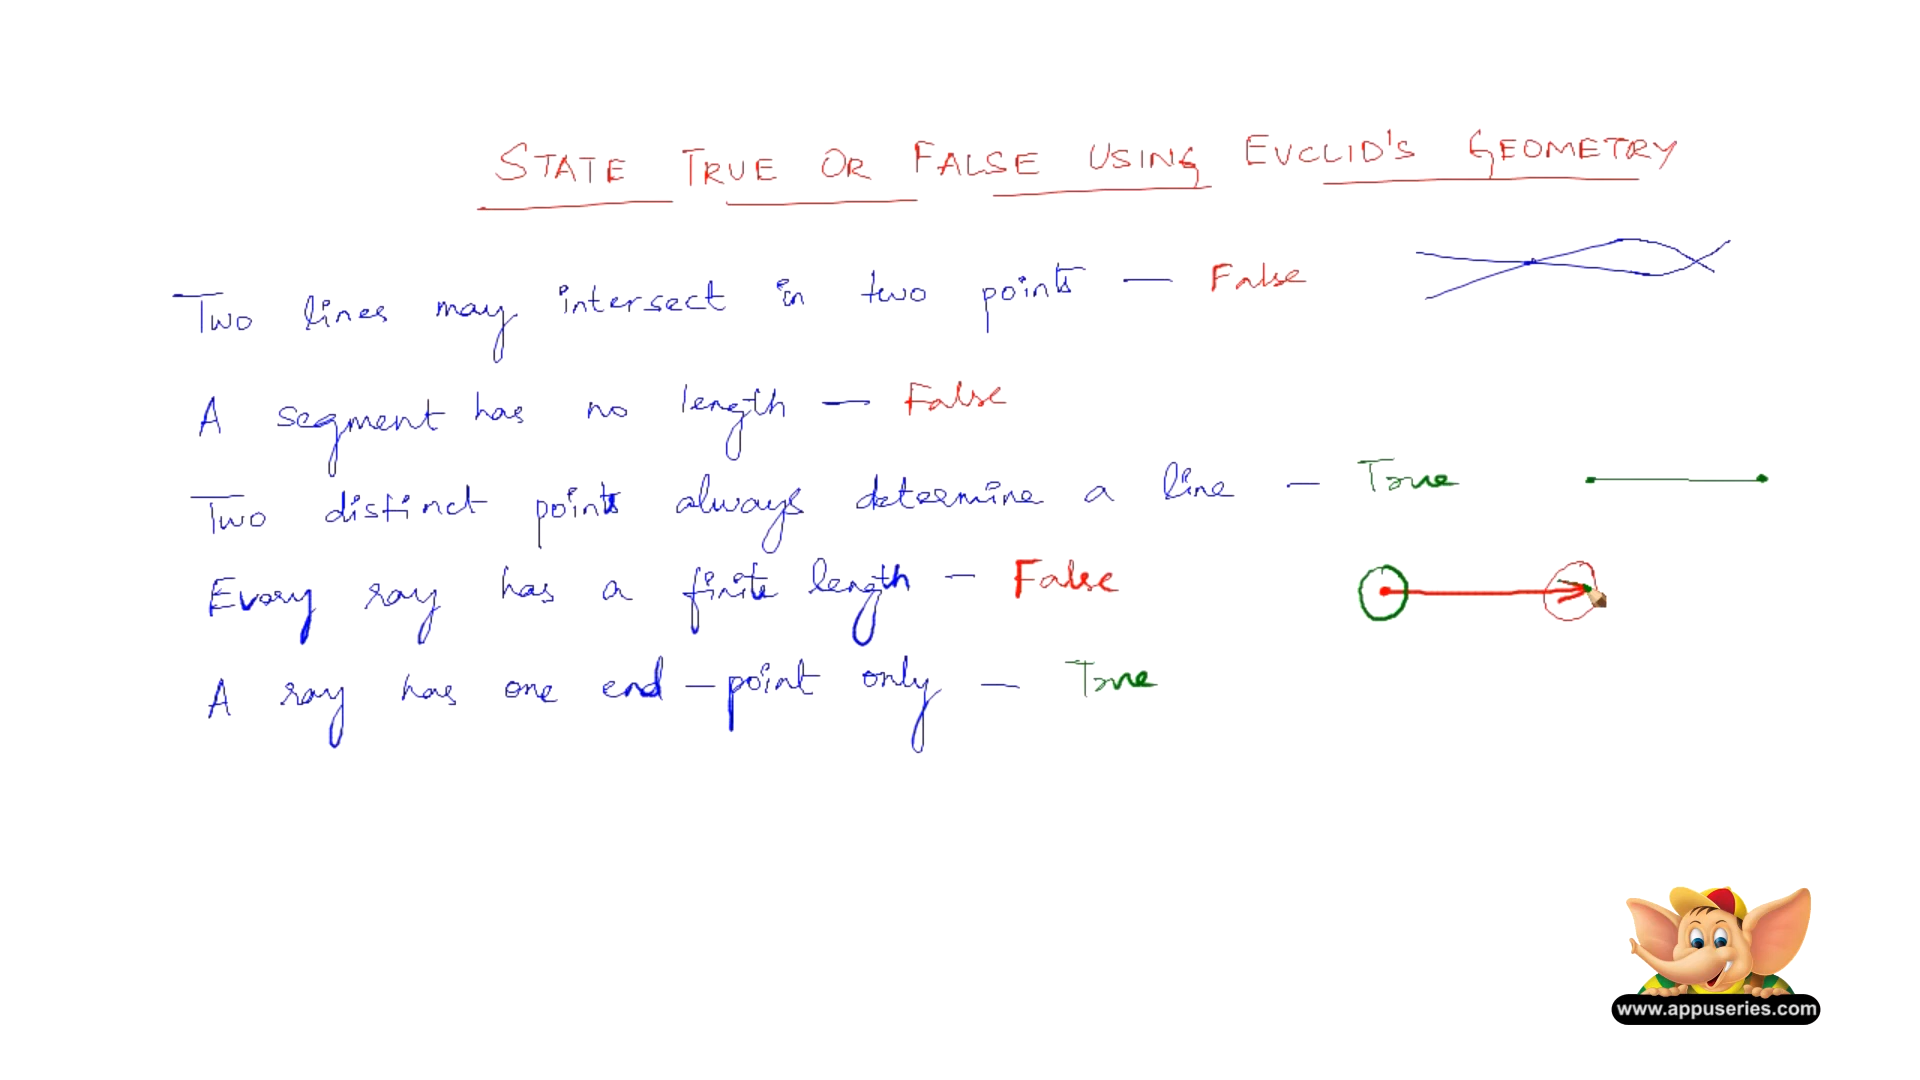 STATE TRUE OR FALSE USING EUCLID'S GEOMETRY
Two lines may intersect in two points — False
A segment has no length — False
Two distinct points always determine a line — True
Every ray has a finite length — False
A ray has one end-point only — True
www.appuseries.com